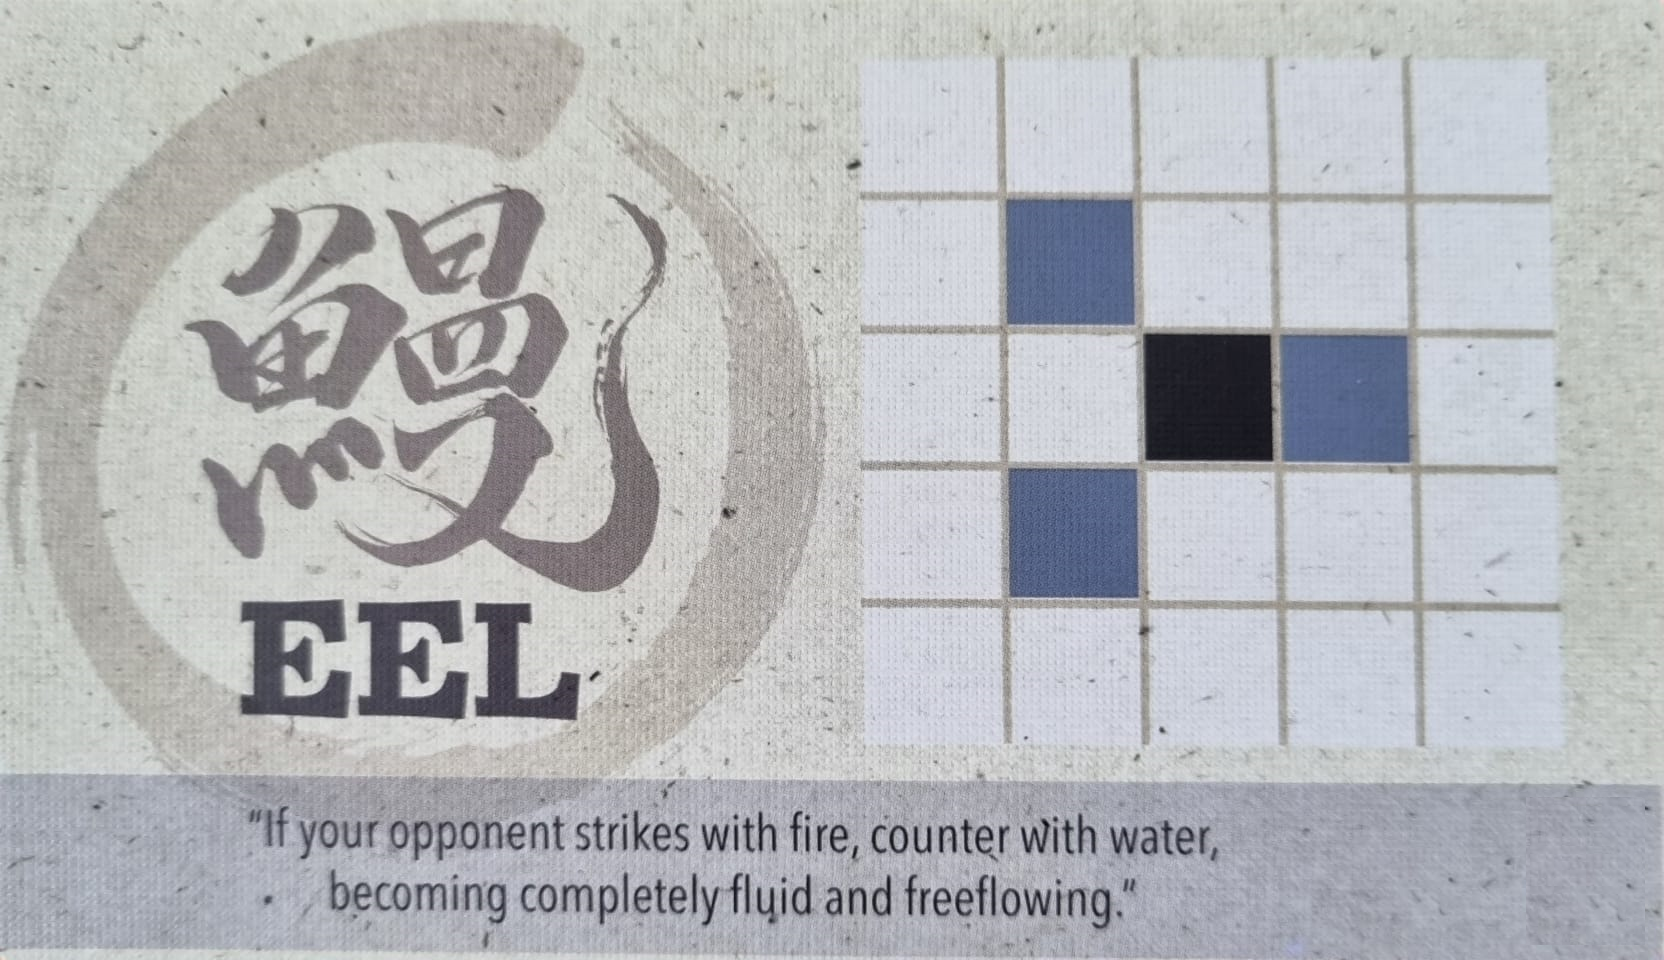 鰻
EEL
“If your opponent strikes with fire, counter with water,
becoming completely fluid and freeflowing.”